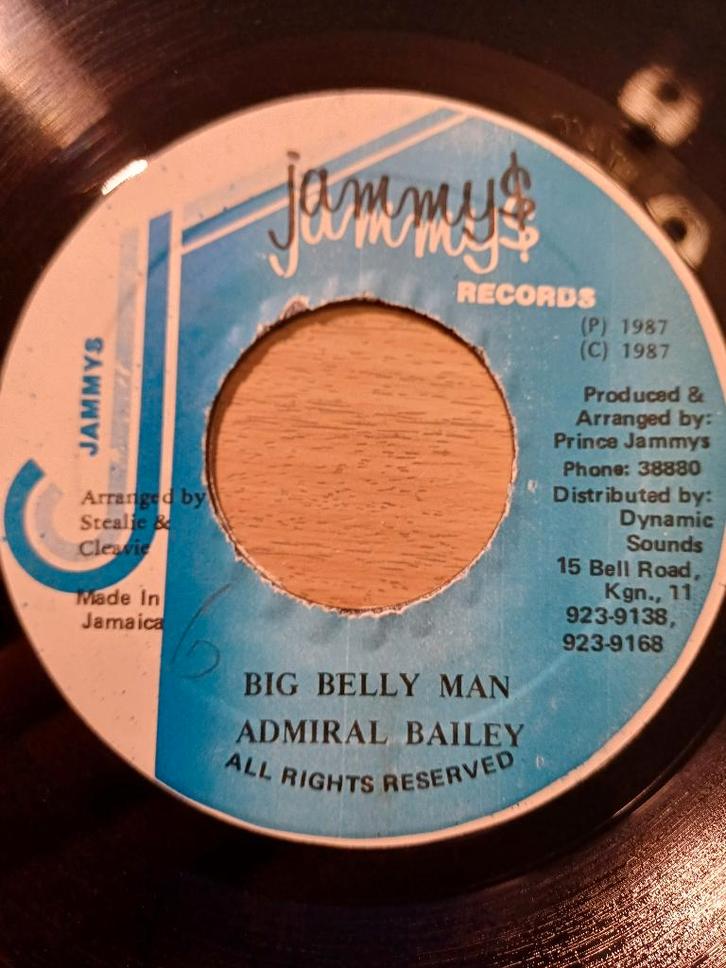 jammy$
jammy$
RECORDS
(P) 1987
(C) 1987
JAMMYS
Produced &
Arranged by:
Prince Jammys
Phone: 38880
Distributed by:
Dynamic
Sounds
15 Bell Road,
Kgn., 11
923-9138,
923-9168
Arranged by
Stealie &
Cleavie
Made In
Jamaica
6
BIG BELLY MAN
ADMIRAL BAILEY
ALL RIGHTS RESERVED